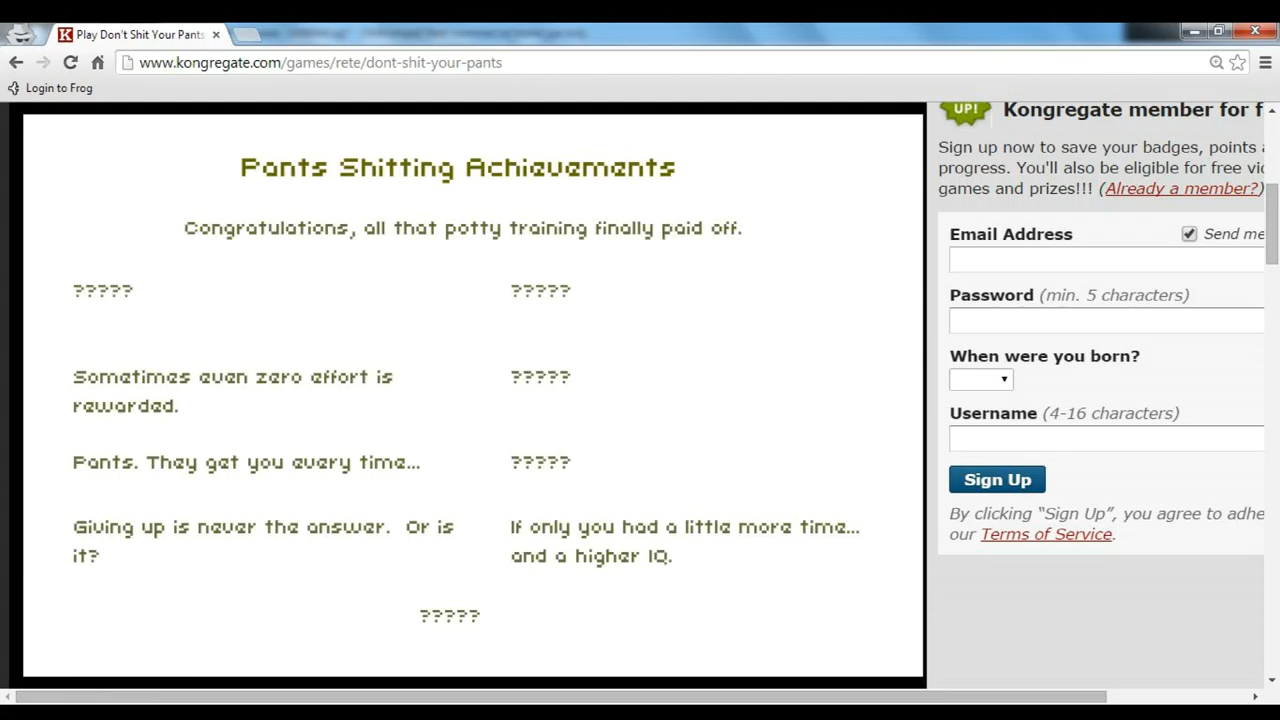 Play Don't Shit Your Pants
www.kongregate.com/games/rete/dont-shit-your-pants
Login to Frog
Pants Shitting Achievements
Congratulations, all that potty training finally paid off.
?????
?????
Sometimes even zero effort is
rewarded.
?????
Pants. They get you every time...
?????
Giving up is never the answer. Or is
it?
If only you had a little more time...
and a higher IQ.
?????
UP!
Kongregate member for f
Sign up now to save your badges, points a
progress. You'll also be eligible for free vi
games and prizes!!! (Already a member?)
Email Address
Send me
Password (min. 5 characters)
When were you born?
Username (4-16 characters)
Sign Up
By clicking "Sign Up", you agree to adhe
our Terms of Service.